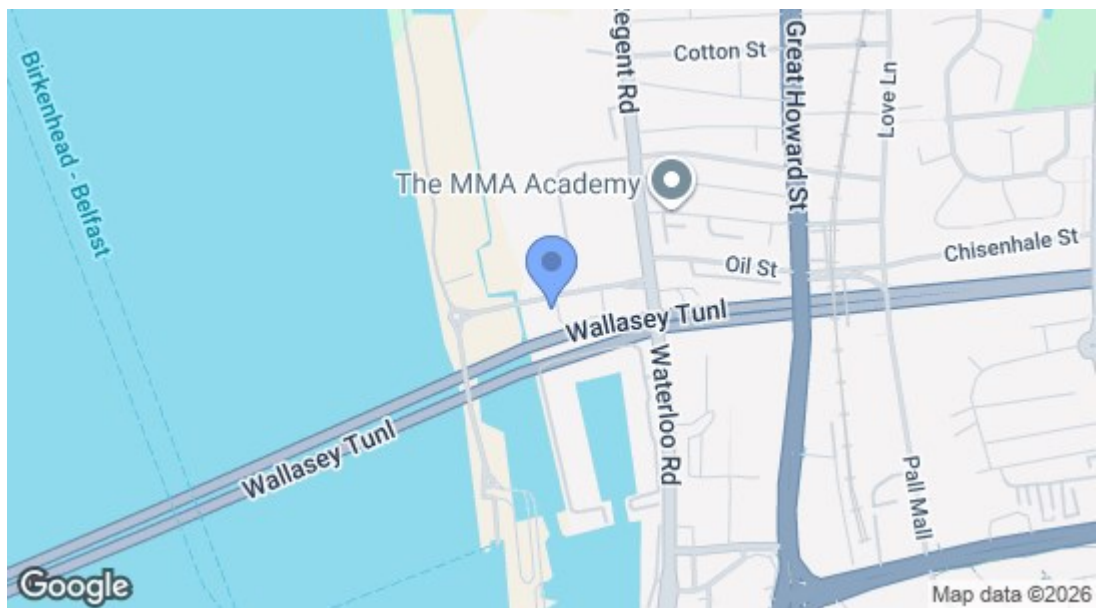 Birkenhead - Belfast
Regent Rd
Cotton St
Great Howard St
Love Ln
The MMA Academy
Oil St
Chisenhale St
Wallasey Tunl
Waterloo Rd
Wallasey Tunl
Pall Mall
Google
Map data ©2026